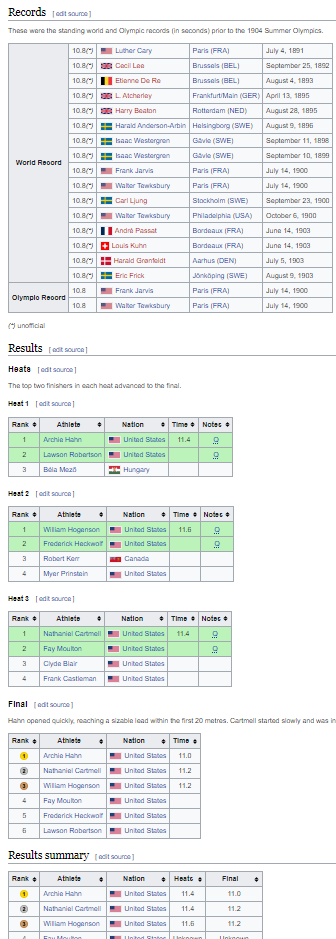 Records [ edit source ]
These were the standing world and Olympic records (in seconds) prior to the 1904 Summer Olympics.
World Record
10.8(*) Luther Cary Paris (FRA) July 4, 1891
10.8(*) Cecil Lee Brussels (BEL) September 25, 1892
10.8(*) Étienne De Re Brussels (BEL) August 4, 1893
10.8(*) L. Atcherley Frankfurt/Main (GER) April 13, 1895
10.8(*) Harry Beaton Rotterdam (NED) August 28, 1895
10.8(*) Harald Anderson-Arbin Helsingborg (SWE) August 9, 1896
10.8(*) Isaac Westergren Gävle (SWE) September 11, 1898
10.8(*) Isaac Westergren Gävle (SWE) September 10, 1899
10.8(*) Frank Jarvis Paris (FRA) July 14, 1900
10.8(*) Walter Tewksbury Paris (FRA) July 14, 1900
10.8(*) Carl Ljung Stockholm (SWE) September 23, 1900
10.8(*) Walter Tewksbury Philadelphia (USA) October 6, 1900
10.8(*) André Passat Bordeaux (FRA) June 14, 1903
10.8(*) Louis Kuhn Bordeaux (FRA) June 14, 1903
10.8(*) Harald Grønfeldt Aarhus (DEN) July 5, 1903
10.8(*) Eric Frick Jönköping (SWE) August 9, 1903
Olympic Record
10.8 Frank Jarvis Paris (FRA) July 14, 1900
10.8 Walter Tewksbury Paris (FRA) July 14, 1900
(*) unofficial
Results [ edit source ]
Heats [ edit source ]
The top two finishers in each heat advanced to the final.
Heat 1 [ edit source ]
Rank Athlete Nation Time Notes
1 Archie Hahn United States 11.4 Q
2 Lawson Robertson United States Q
3 Béla Mező Hungary
Heat 2 [ edit source ]
Rank Athlete Nation Time Notes
1 William Hogenson United States 11.6 Q
2 Frederick Heckwolf United States Q
3 Robert Kerr Canada
4 Myer Prinstein United States
Heat 3 [ edit source ]
Rank Athlete Nation Time Notes
1 Nathaniel Cartmell United States 11.4 Q
2 Fay Moulton United States Q
3 Clyde Blair United States
4 Frank Castleman United States
Final [ edit source ]
Hahn opened quickly, reaching a sizable lead within the first 20 metres. Cartmell started slowly and was in
Rank Athlete Nation Time
1 Archie Hahn United States 11.0
2 Nathaniel Cartmell United States 11.2
3 William Hogenson United States 11.2
4 Fay Moulton United States
5 Frederick Heckwolf United States
6 Lawson Robertson United States
Results summary [ edit source ]
Rank Athlete Nation Heats Final
1 Archie Hahn United States 11.4 11.0
2 Nathaniel Cartmell United States 11.4 11.2
3 William Hogenson United States 11.6 11.2
4 Fay Moulton United States Unknown Unknown